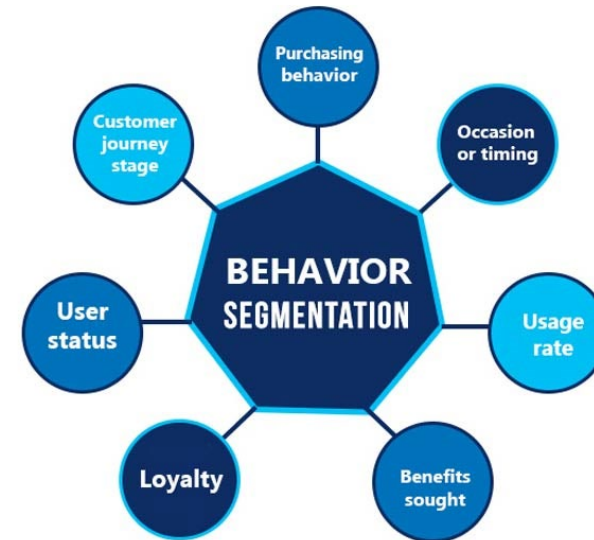 Purchasing
behavior
Customer
journey
stage
Occasion
or timing
BEHAVIOR
SEGMENTATION
User
status
Usage
rate
Loyalty
Benefits
sought